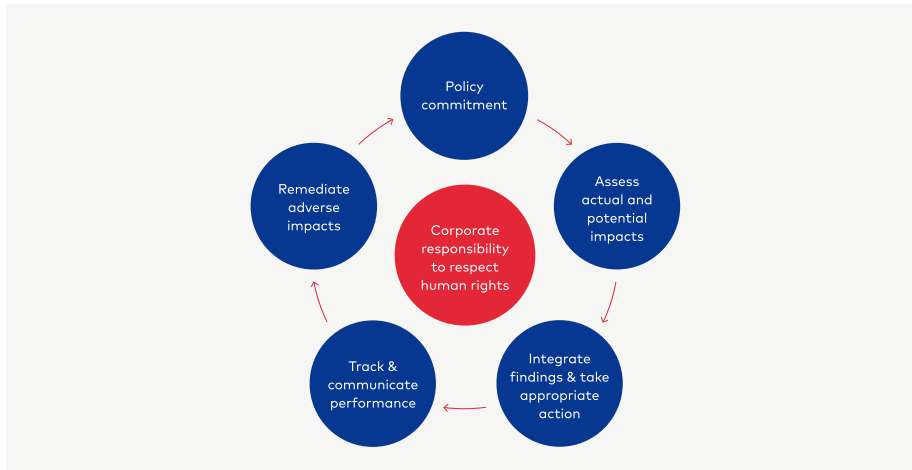 Policy
commitment
Assess
actual and
potential
impacts
Integrate
findings & take
appropriate
action
Track &
communicate
performance
Remediate
adverse
impacts
Corporate
responsibility
to respect
human rights